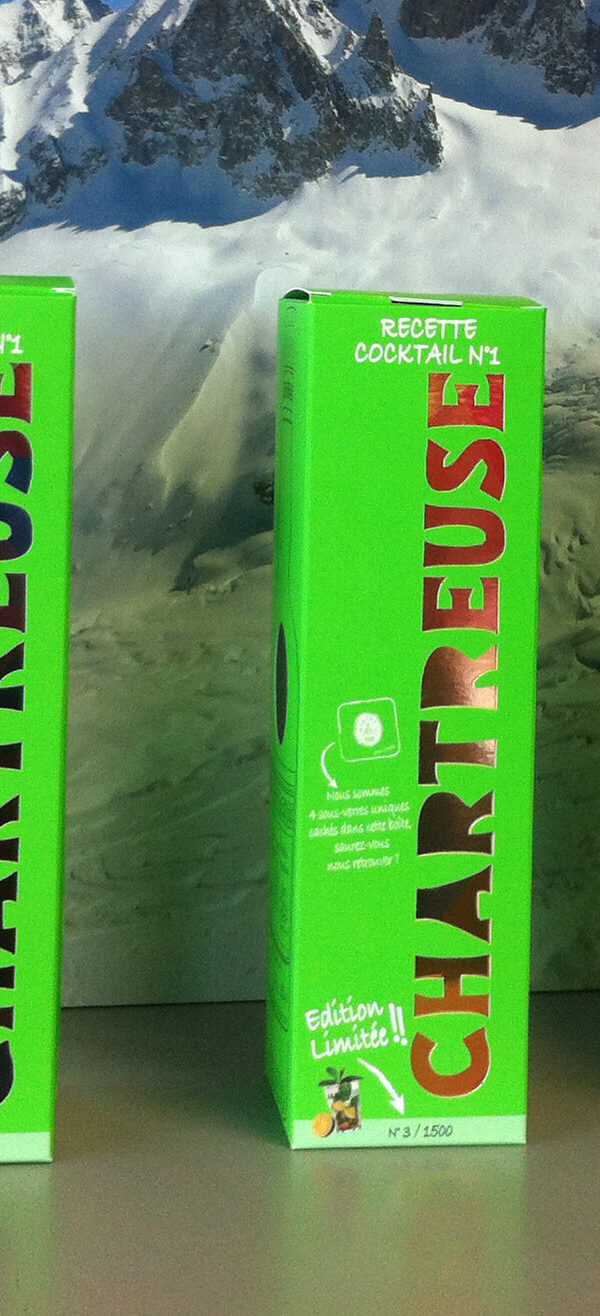 N°1
CHARTREUSE
RECETTE
COCKTAIL N°1
CHARTREUSE
Nous sommes
4 sous-verres uniques
cachés dans cette boîte,
saurez-vous
nous retrouver !
Edition
Limitée !!
N° 3 / 1500